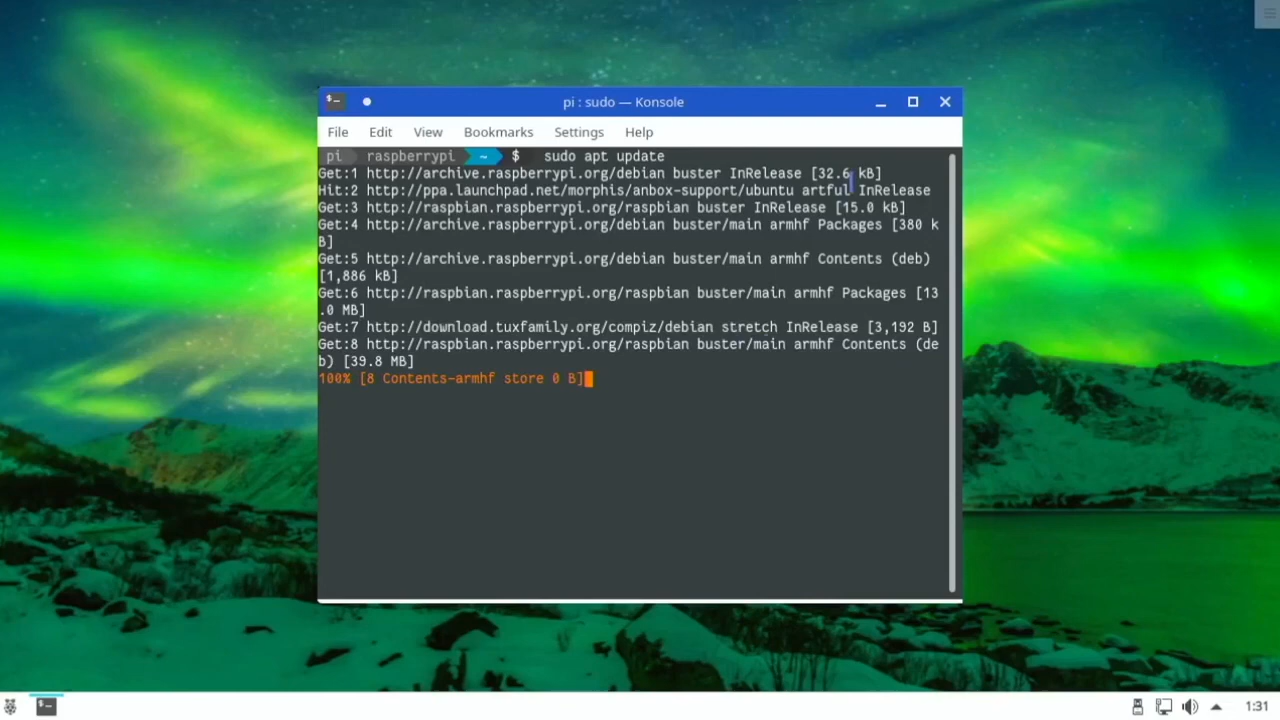 pi : sudo — Konsole
File Edit View Bookmarks Settings Help
pi raspberrypi ~ $ sudo apt update
Get:1 http://archive.raspberrypi.org/debian buster InRelease [32.6 kB]
Hit:2 http://ppa.launchpad.net/morphis/anbox-support/ubuntu artful InRelease
Get:3 http://raspbian.raspberrypi.org/raspbian buster InRelease [15.0 kB]
Get:4 http://archive.raspberrypi.org/debian buster/main armhf Packages [380 k
B]
Get:5 http://archive.raspberrypi.org/debian buster/main armhf Contents (deb)
[1,886 kB]
Get:6 http://raspbian.raspberrypi.org/raspbian buster/main armhf Packages [13
.0 MB]
Get:7 http://download.tuxfamily.org/compiz/debian stretch InRelease [3,192 B]
Get:8 http://raspbian.raspberrypi.org/raspbian buster/main armhf Contents (de
b) [39.8 MB]
100% [8 Contents-armhf store 0 B]
1:31